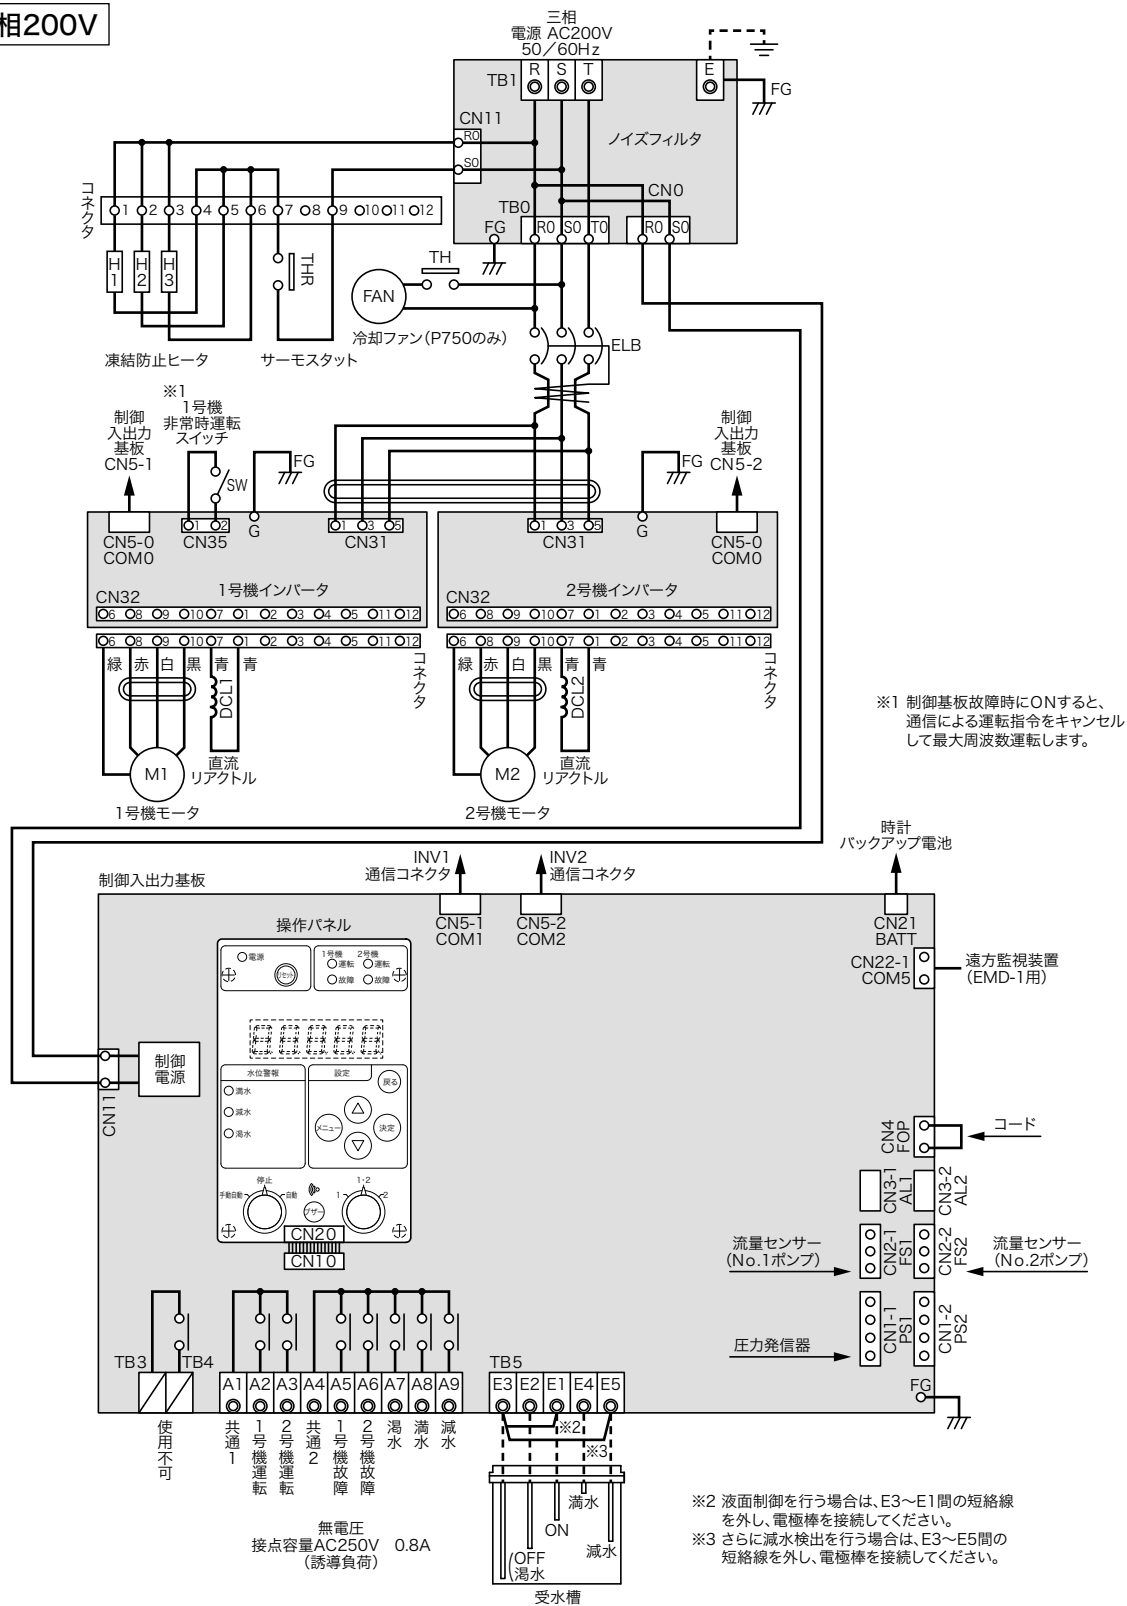 相200V
三相
電源 AC200V
50／60Hz
TB1
R S T
E
FG
CN11
R0
S0
ノイズフィルタ
CN0
TB0
FG
R0 S0 T0
R0 S0
コネクタ
1 2 3 4 5 6 7 8 9 10 11 12
H1
H2
H3
THR
TH
FAN
冷却ファン(P750のみ)
ELB
凍結防止ヒータ
サーモスタット
※1
1号機
非常時運転
スイッチ
制御
入出力
基板
CN5-1
SW
FG
FG
制御
入出力
基板
CN5-2
CN5-0
COM0
1 2
CN35
G
1 3 5
CN31
1 3 5
CN31
G
CN5-0
COM0
CN32
1号機インバータ
6 8 9 10 7 1 2 3 4 5 11 12
6 8 9 10 7 1 2 3 4 5 11 12
CN32
2号機インバータ
6 8 9 10 7 1 2 3 4 5 11 12
6 8 9 10 7 1 2 3 4 5 11 12
緑 赤 白 黒 青 青
コネクタ
DCL1
M1
直流
リアクトル
1号機モータ
緑 赤 白 黒 青 青
コネクタ
DCL2
M2
直流
リアクトル
2号機モータ
※1 制御基板故障時にONすると、
通信による運転指令をキャンセル
して最大周波数運転します。
制御入出力基板
INV1
通信コネクタ
INV2
通信コネクタ
時計
バックアップ電池
CN5-1
COM1
CN5-2
COM2
CN21
BATT
CN22-1
COM5
遠方監視装置
(EMD-1用)
操作パネル
電源
リセット
1号機 2号機
運転 運転
故障 故障
水位警報
満水
減水
渇水
設定
戻る
メニュー
決定
停止
手動自動
自動
ブザー
1・2
1
2
CN20
CN10
制御
電源
CN11
CN4
FOP
コード
CN3-1
AL1
CN3-2
AL2
流量センサー
(No.1ポンプ)
CN2-1
FS1
CN2-2
FS2
流量センサー
(No.2ポンプ)
圧力発信器
CN1-1
PS1
CN1-2
PS2
FG
TB3 TB4
A1 A2 A3 A4 A5 A6 A7 A8 A9
使用不可
共通1
1号機運転
2号機運転
共通2
1号機故障
2号機故障
渇水
満水
減水
無電圧
接点容量AC250V 0.8A
(誘導負荷)
TB5
E3 E2 E1 E4 E5
※2
※3
満水
ON
減水
(OFF
渇水
受水槽
※2 液面制御を行う場合は、E3〜E1間の短絡線
を外し、電極棒を接続してください。
※3 さらに減水検出を行う場合は、E3〜E5間の
短絡線を外し、電極棒を接続してください。